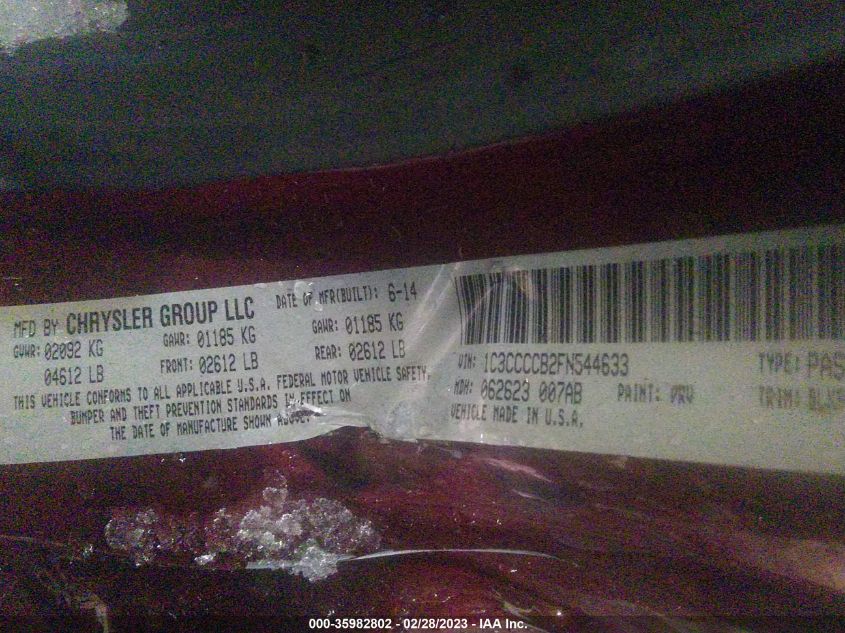 MFD BY CHRYSLER GROUP LLC DATE OF MFR(BUILT): 6-14
GVWR: 02092 KG GAWR: 01185 KG GAWR: 01185 KG
04612 LB FRONT: 02612 LB REAR: 02612 LB
THIS VEHICLE CONFORMS TO ALL APPLICABLE U.S.A. FEDERAL MOTOR VEHICLE SAFETY,
BUMPER AND THEFT PREVENTION STANDARDS IN EFFECT ON
THE DATE OF MANUFACTURE SHOWN ABOVE.
VIN: 1C3CCCCB2FN544633 TYPE: PAS
MDH: 062623 007AB PAINT: PRV TRIM:
VEHICLE MADE IN U.S.A.
000-35982802 - 02/28/2023 - IAA Inc.